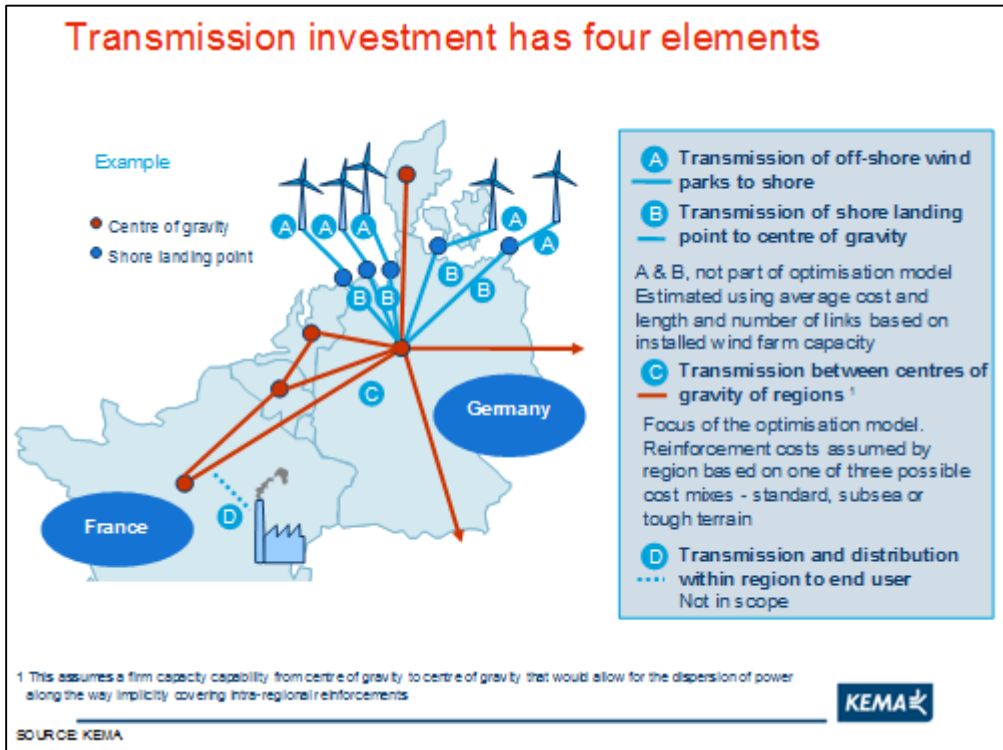 Transmission investment has four elements
Example
Centre of gravity
Shore landing point
A
A
A
A
A
B
B
B
B
C
D
Germany
France
A Transmission of off-shore wind
parks to shore
B Transmission of shore landing
point to centre of gravity
A & B, not part of optimisation model
Estimated using average cost and
length and number of links based on
installed wind farm capacity
C Transmission between centres of
gravity of regions ¹
Focus of the optimisation model.
Reinforcement costs assumed by
region based on one of three possible
cost mixes - standard, subsea or
tough terrain
D Transmission and distribution
within region to end user
Not in scope
1 This assumes a firm capacity capability from centre of gravity to centre of gravity that would allow for the dispersion of power
along the way implicitly covering intra-regional reinforcements
KEMA
SOURCE: KEMA